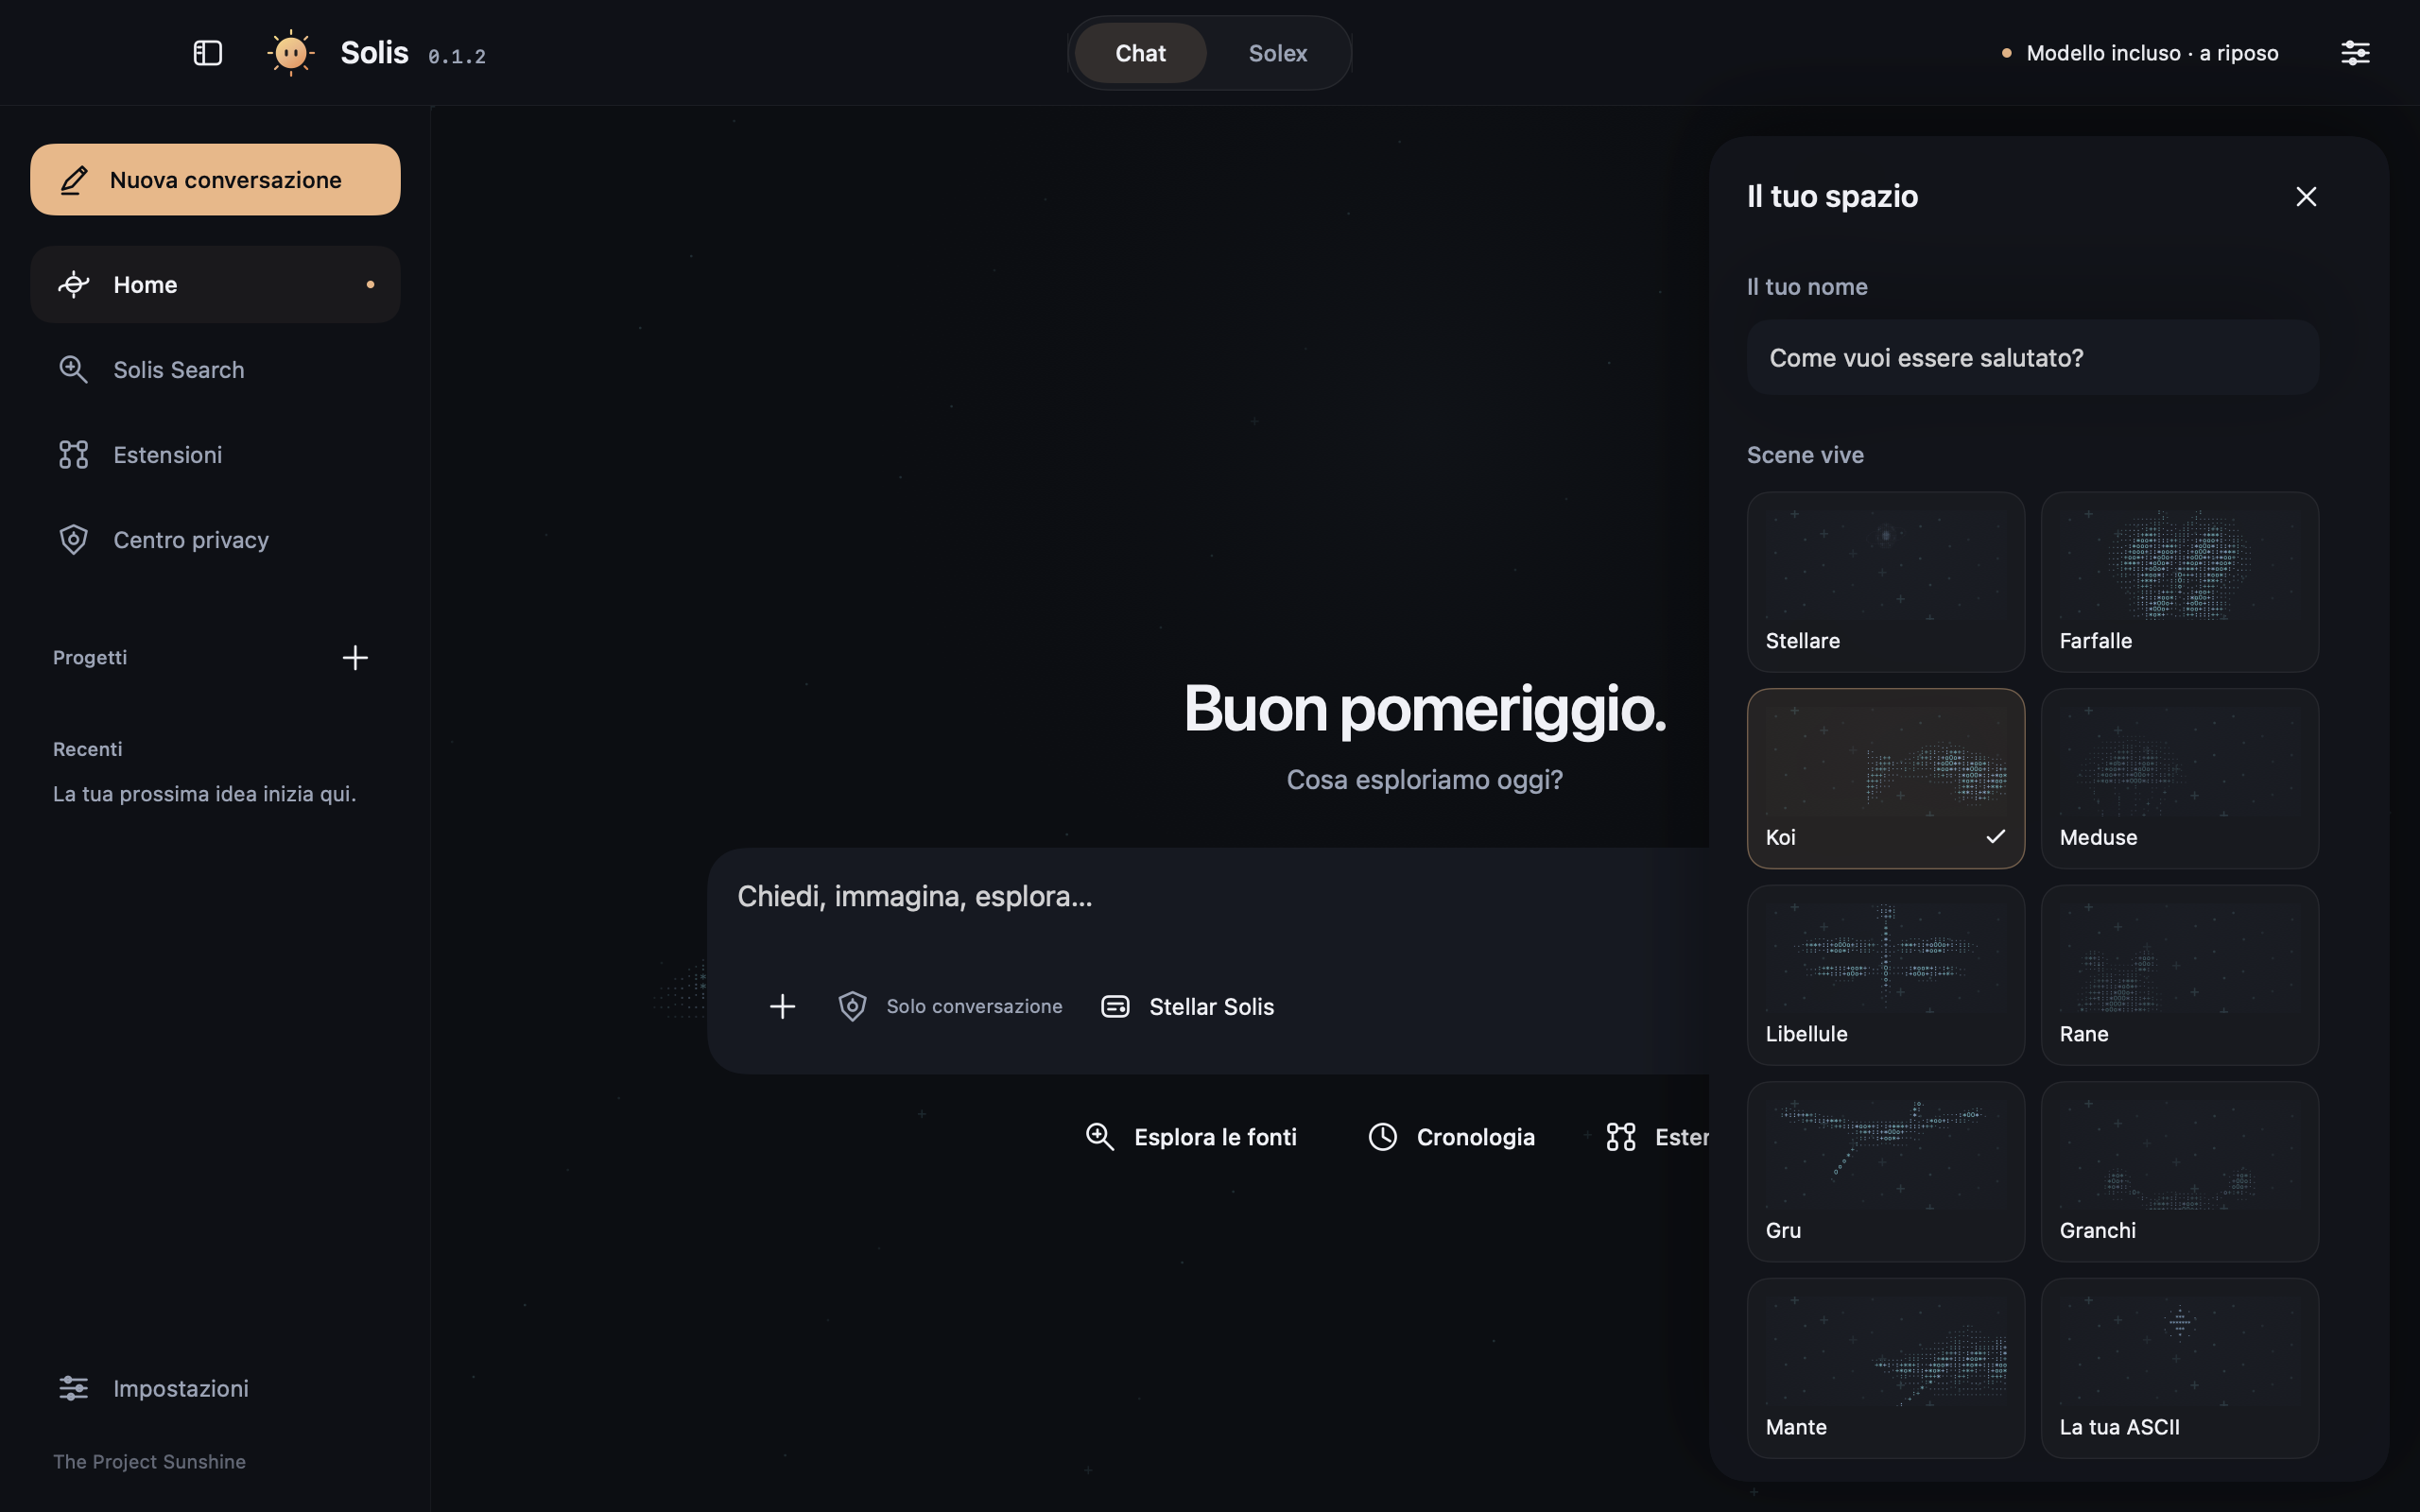 Solis 0.1.2
Chat
Solex
Modello incluso · a riposo
Nuova conversazione
Home
Solis Search
Estensioni
Centro privacy
Progetti
Recenti
La tua prossima idea inizia qui.
Impostazioni
The Project Sunshine
Buon pomeriggio.
Cosa esploriamo oggi?
Chiedi, immagina, esplora...
Solo conversazione
Stellar Solis
Esplora le fonti
Cronologia
Il tuo spazio
Il tuo nome
Come vuoi essere salutato?
Scene vive
Stellare
Farfalle
Koi
Meduse
Libellule
Rane
Gru
Granchi
Mante
La tua ASCII